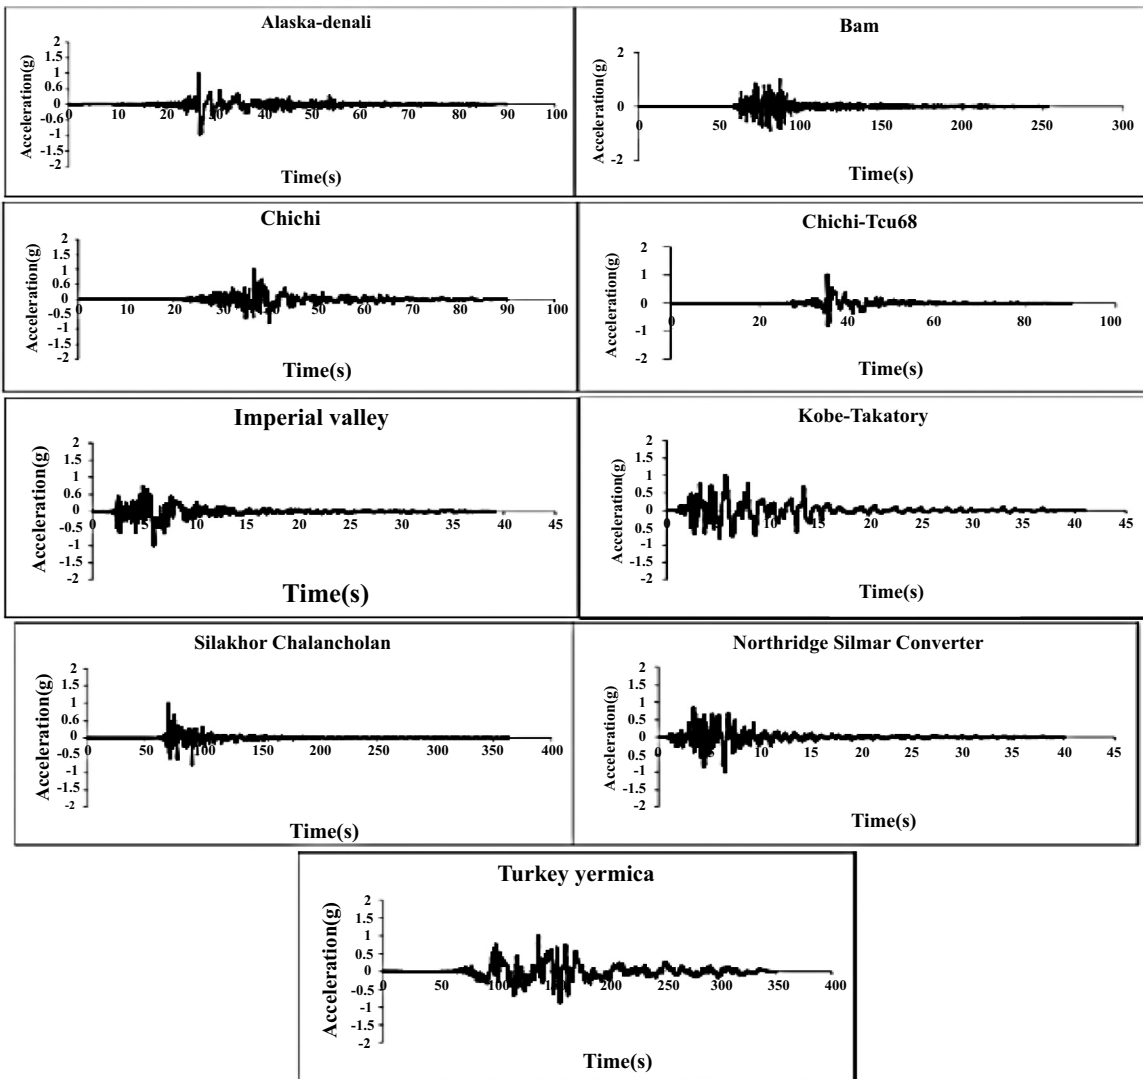 Alaska-denali
Acceleration(g)
2
1.5
1
0.6
0
-0.6
-1
-1.5
-2
0 10 20 30 40 50 60 70 80 90 100
Time(s)
Bam
Acceleration(g)
2
0
-2
0 50 100 150 200 250 300
Time(s)
Chichi
Acceleration(g)
2
1.5
1
0.6
0
-0.5
-1
-1.5
-2
0 10 20 30 40 50 60 70 80 90 100
Time(s)
Chichi-Tcu68
Acceleration(g)
2
1
0
-1
-2
0 20 40 60 80 100
Time(s)
Imperial valley
Acceleration(g)
2
1.5
1
0.6
0
-0.5
-1
-1.5
-2
0 5 10 15 20 25 30 35 40 45
Time(s)
Kobe-Takatory
Acceleration(g)
2
1.5
1
0.5
0
-0.5
-1
-1.5
-2
0 5 10 15 20 25 30 35 40 45
Time(s)
Silakhor Chalancholan
Acceleration(g)
2
1.5
1
0.6
0
-0.5
-1
-1.5
-2
0 50 100 150 200 250 300 350 400
Time(s)
Northridge Silmar Converter
Acceleration(g)
2
1.5
1
0.5
0
-0.5
-1
-1.5
-2
0 5 10 15 20 25 30 35 40 45
Time(s)
Turkey yermica
Acceleration(g)
2
1.5
1
0.5
0
-0.5
-1
-1.5
-2
0 50 100 150 200 250 300 350 400
Time(s)